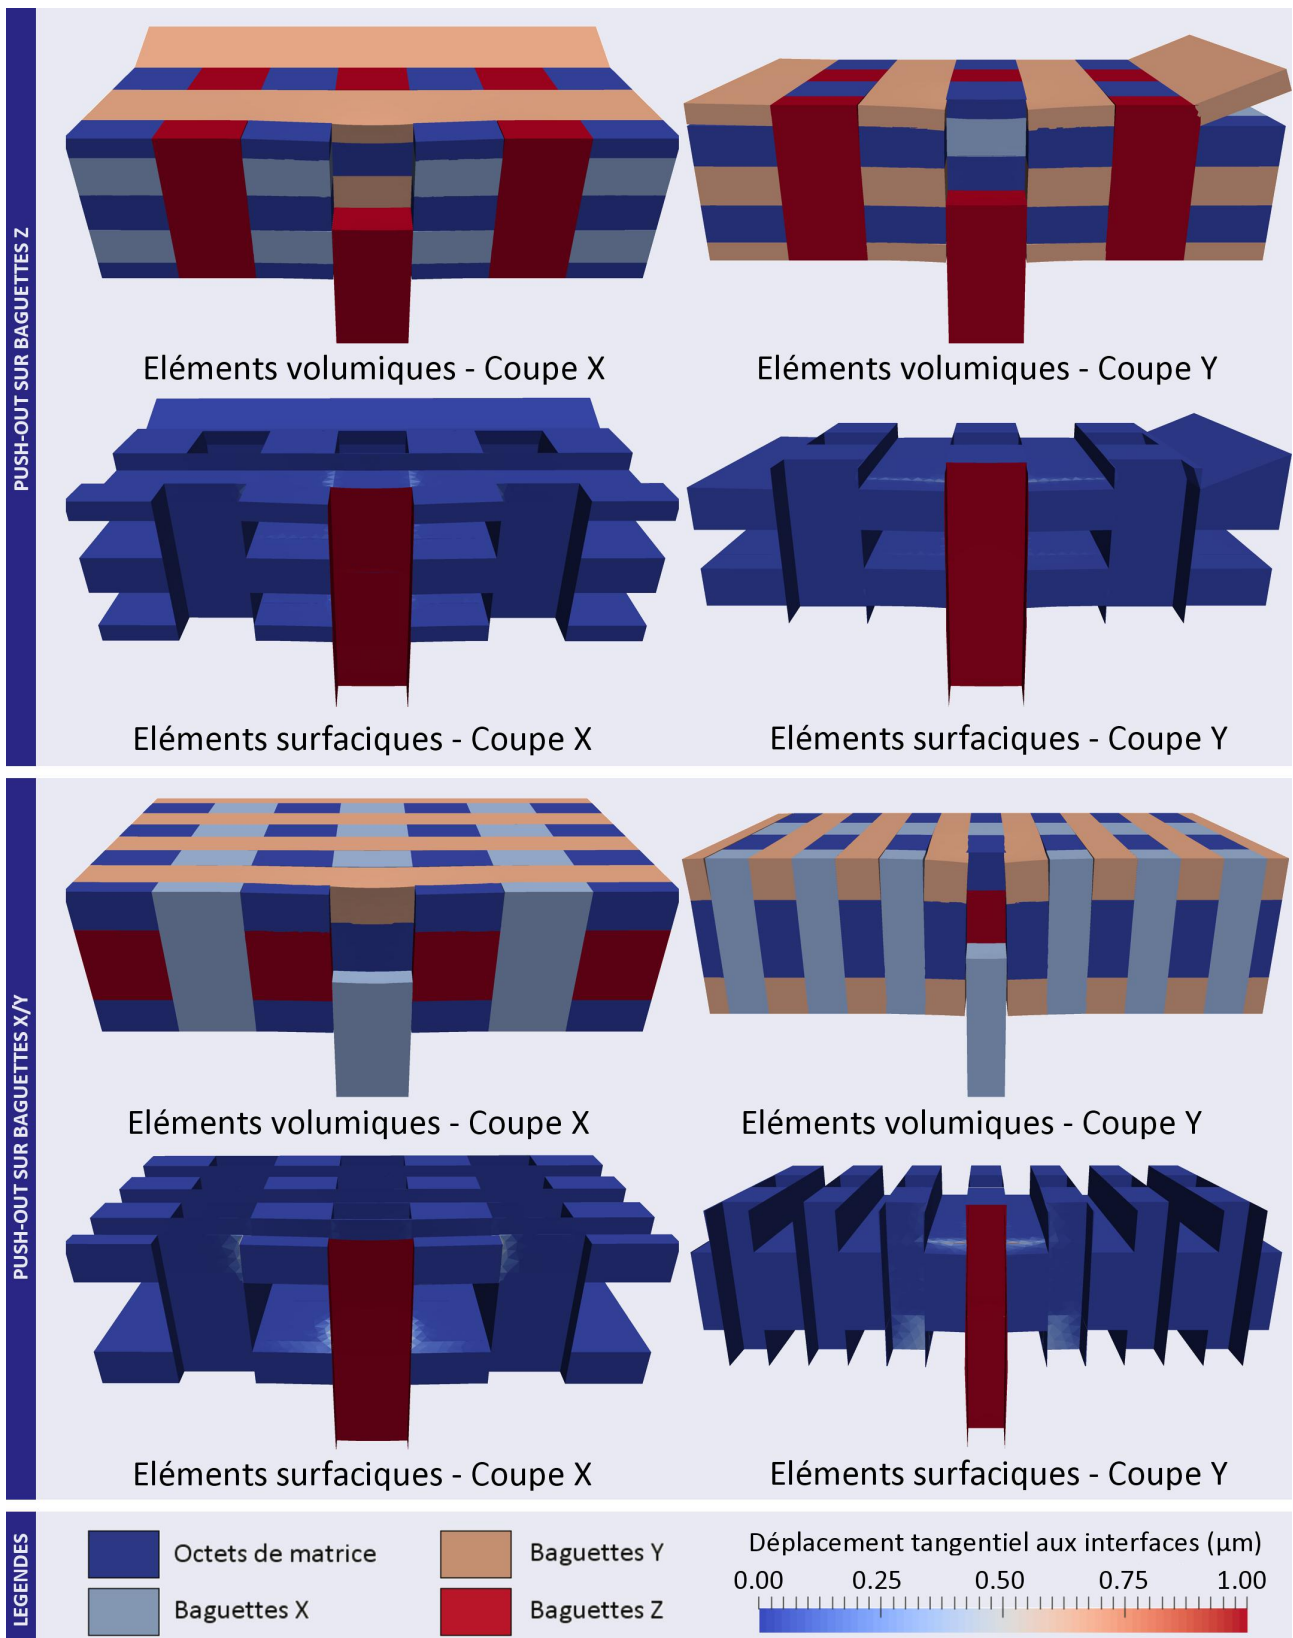 PUSH-OUT SUR BAGUETTES Z
Eléments volumiques - Coupe X
Eléments volumiques - Coupe Y
Eléments surfaciques - Coupe X
Eléments surfaciques - Coupe Y
PUSH-OUT SUR BAGUETTES X/Y
Eléments volumiques - Coupe X
Eléments volumiques - Coupe Y
Eléments surfaciques - Coupe X
Eléments surfaciques - Coupe Y
LEGENDES
Octets de matrice
Baguettes X
Baguettes Y
Baguettes Z
Déplacement tangentiel aux interfaces (µm)
0.00 0.25 0.50 0.75 1.00